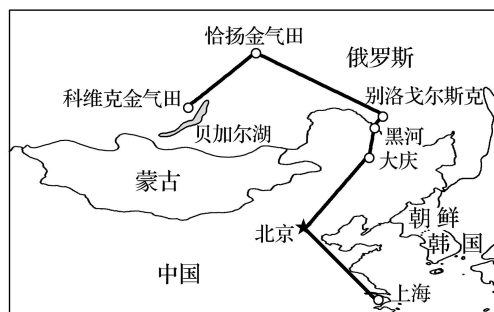 恰扬金气田
俄罗斯
科维克金气田
别洛戈尔斯克
贝加尔湖
黑河
大庆
蒙古
朝鲜
北京
韩国
中国
上海